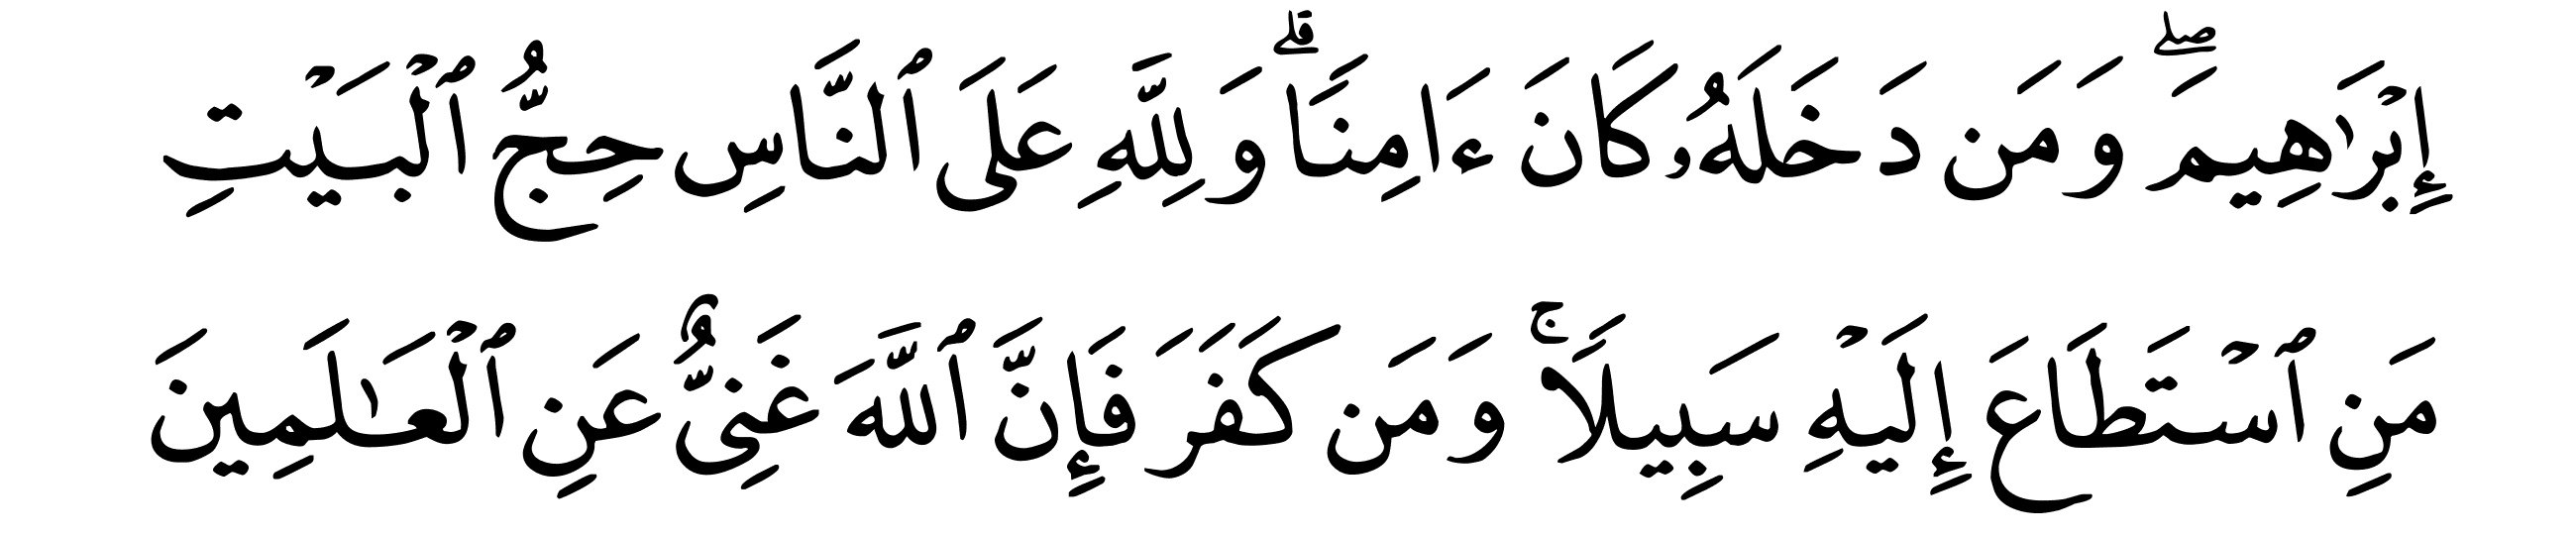 إِبْرَٰهِيمَۖ وَمَن دَخَلَهُۥ كَانَ ءَامِنًاۗ وَلِلَّهِ عَلَى ٱلنَّاسِ حِجُّ ٱلْبَيْتِ
مَنِ ٱسْتَطَاعَ إِلَيْهِ سَبِيلًاۚ وَمَن كَفَرَ فَإِنَّ ٱللَّهَ غَنِىٌّ عَنِ ٱلْعَـٰلَمِينَ